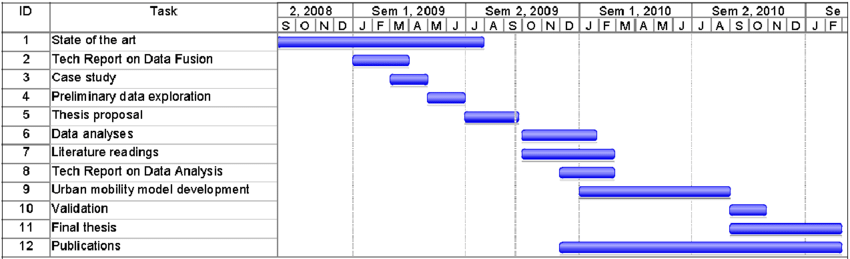 ID Task 2, 2008 Sem 1, 2009 Sem 2, 2009 Sem 1, 2010 Sem 2, 2010 Se
S O N D J F M A M J J A S O N D J F M A M J J A S O N D J F
1 State of the art
2 Tech Report on Data Fusion
3 Case study
4 Preliminary data exploration
5 Thesis proposal
6 Data analyses
7 Literature readings
8 Tech Report on Data Analysis
9 Urban mobility model development
10 Validation
11 Final thesis
12 Publications